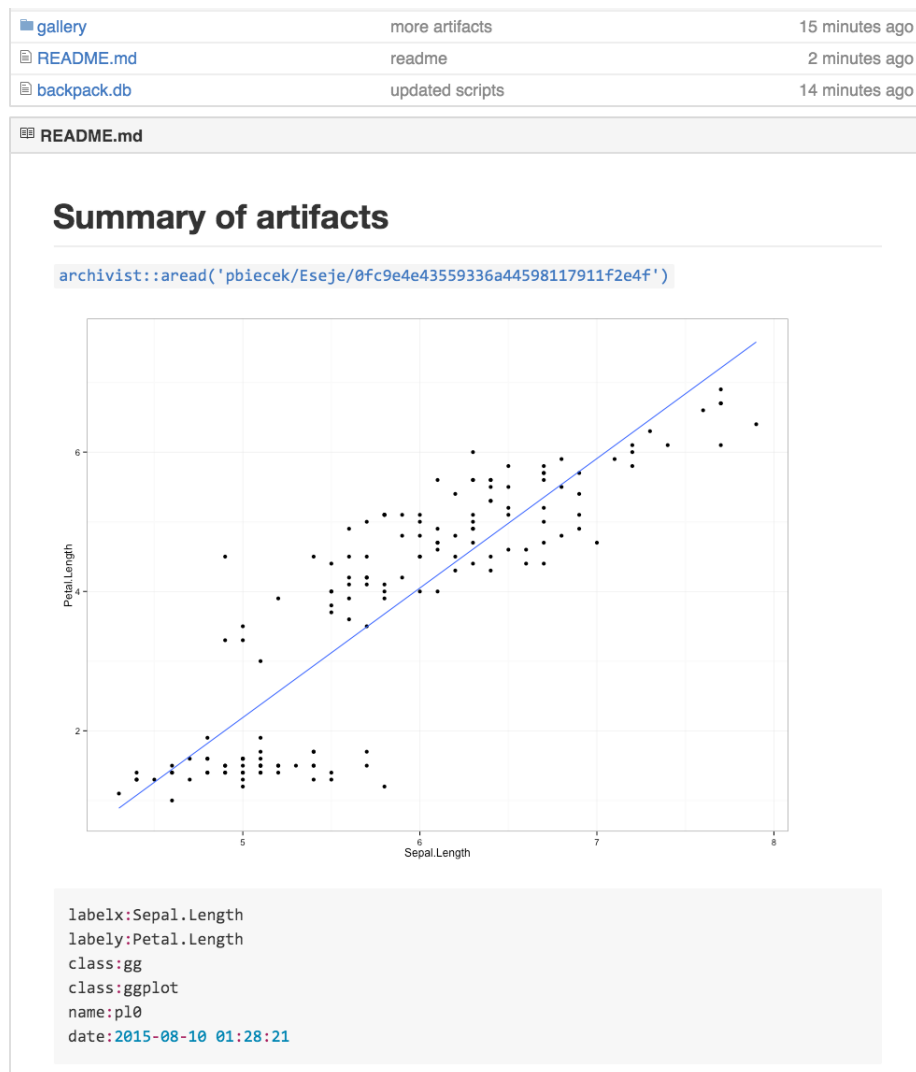 gallery more artifacts 15 minutes ago
README.md readme 2 minutes ago
backpack.db updated scripts 14 minutes ago
README.md
Summary of artifacts
archivist::aread('pbiecek/Eseje/0fc9e4e43559336a44598117911f2e4f')
6
4
2
Petal.Length
5 6 7 8
Sepal.Length
labelx:Sepal.Length
labely:Petal.Length
class:gg
class:ggplot
name:pl0
date:2015-08-10 01:28:21